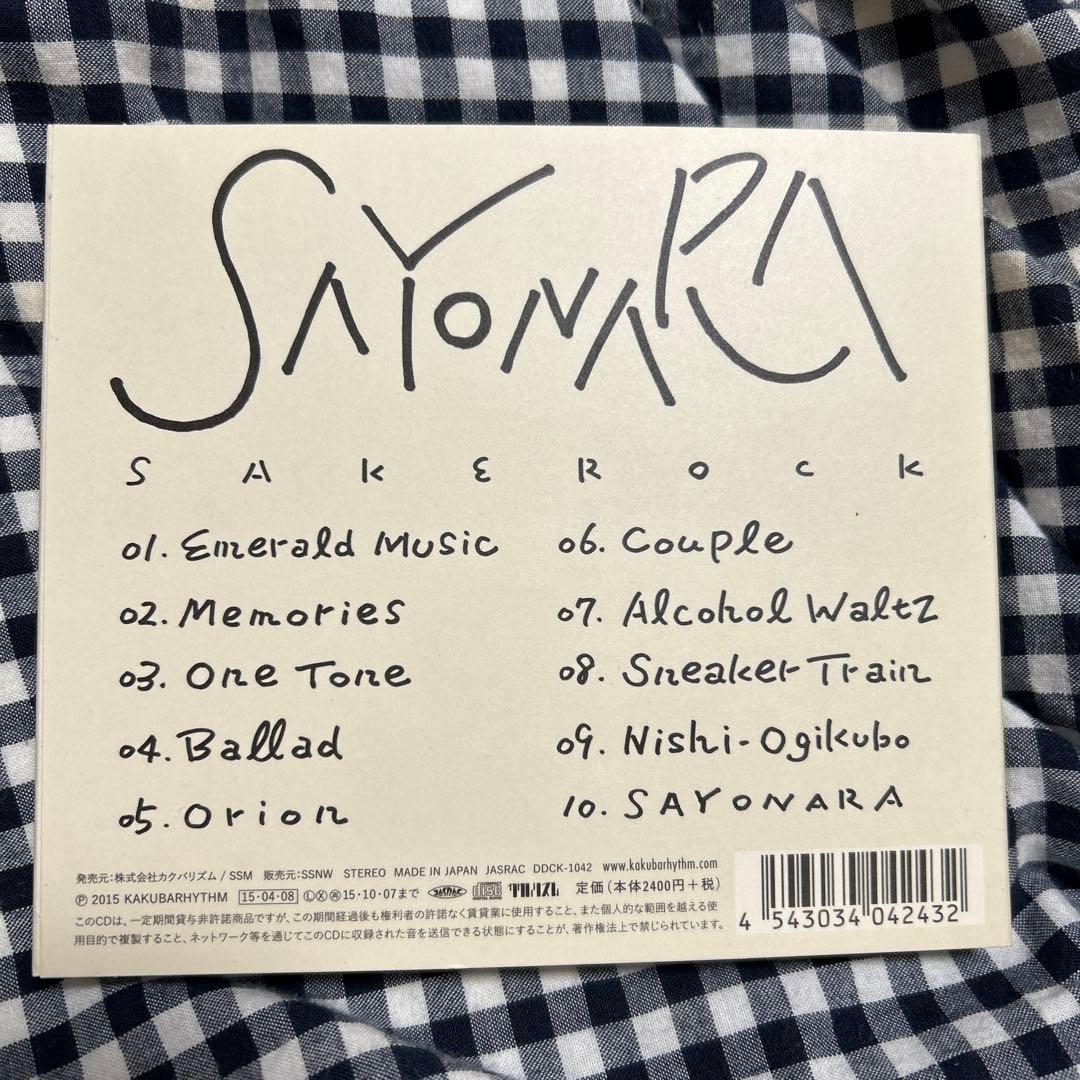 SAYONARA
SAKEROCK
01. Emerald Music
02. Memories
03. One Tone
04. Ballad
05. Orion
06. Couple
07. Alcohol Waltz
08. Sneaker Train
09. Nishi-Ogikubo
10. SAYONARA
発売元:株式会社カクバリズム / SSM 販売元:SSNW STEREO MADE IN JAPAN JASRAC DDCK-1042 www.kakubarhythm.com
Ⓟ 2015 KAKUBARHYTHM 15・04・08 Ⓛ Ⓧ ㊢ 15・10・07まで JASRAC カクバリズム 定価(本体2400円+税)
このCDは、一定期間貸与非許諾商品ですが、この期間経過後も権利者の許諾なく賃貸業に使用すること、また個人的な範囲を越える使
用目的で複製すること、ネットワーク等を通じてこのCDに収録された音を送信できる状態にすることが、著作権法上で禁じられています。
4 543034 042432